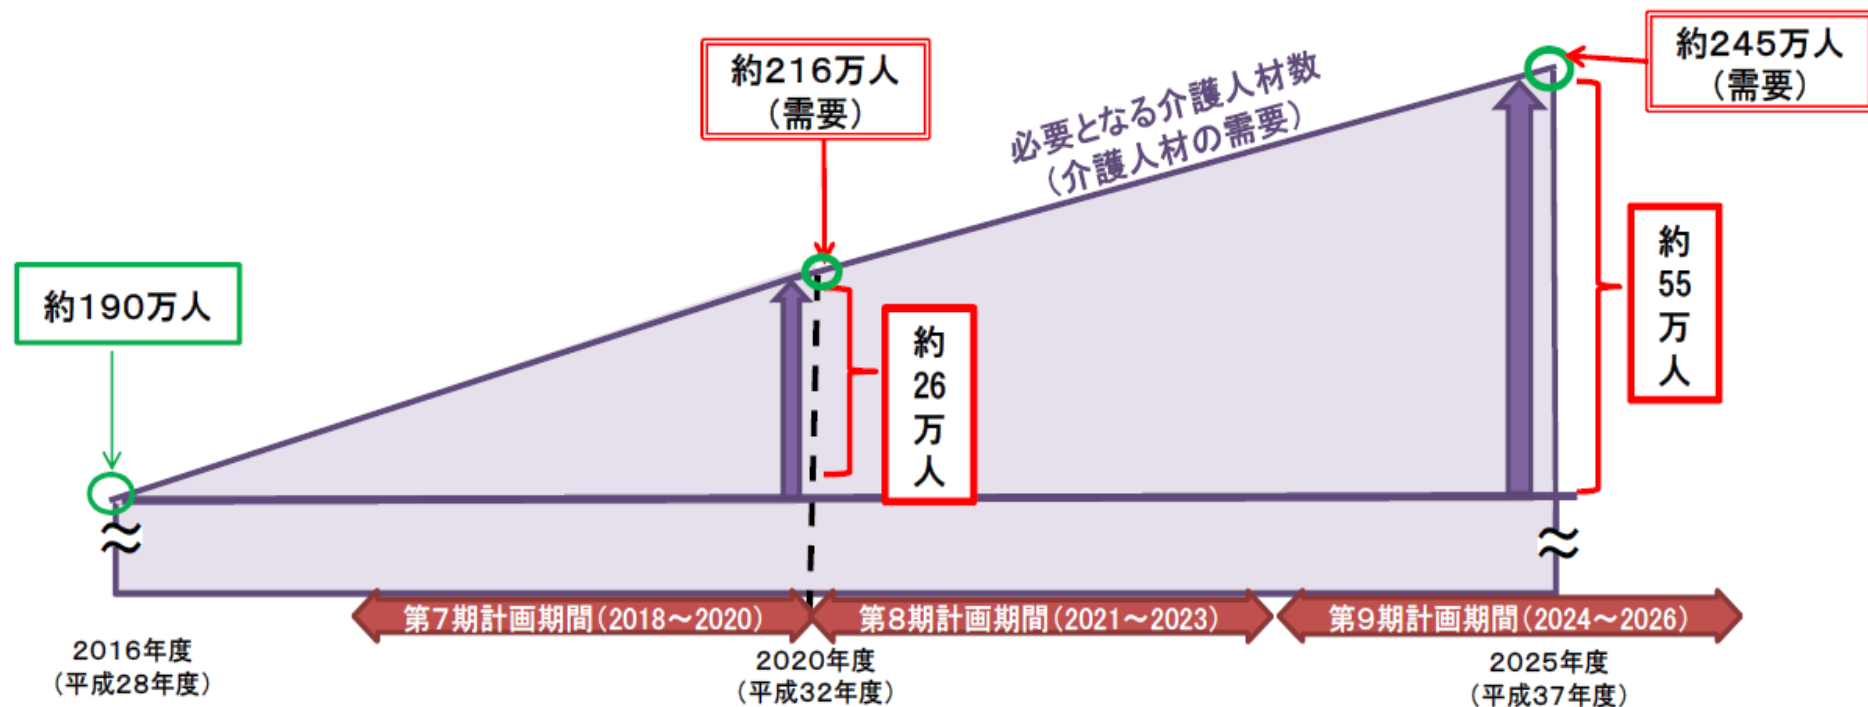 約216万人
（需要）
約245万人
（需要）
必要となる介護人材数
（介護人材の需要）
約190万人
約
26
万
人
約
55
万
人
第7期計画期間（2018～2020）
第8期計画期間（2021～2023）
第9期計画期間（2024～2026）
2016年度
（平成28年度）
2020年度
（平成32年度）
2025年度
（平成37年度）